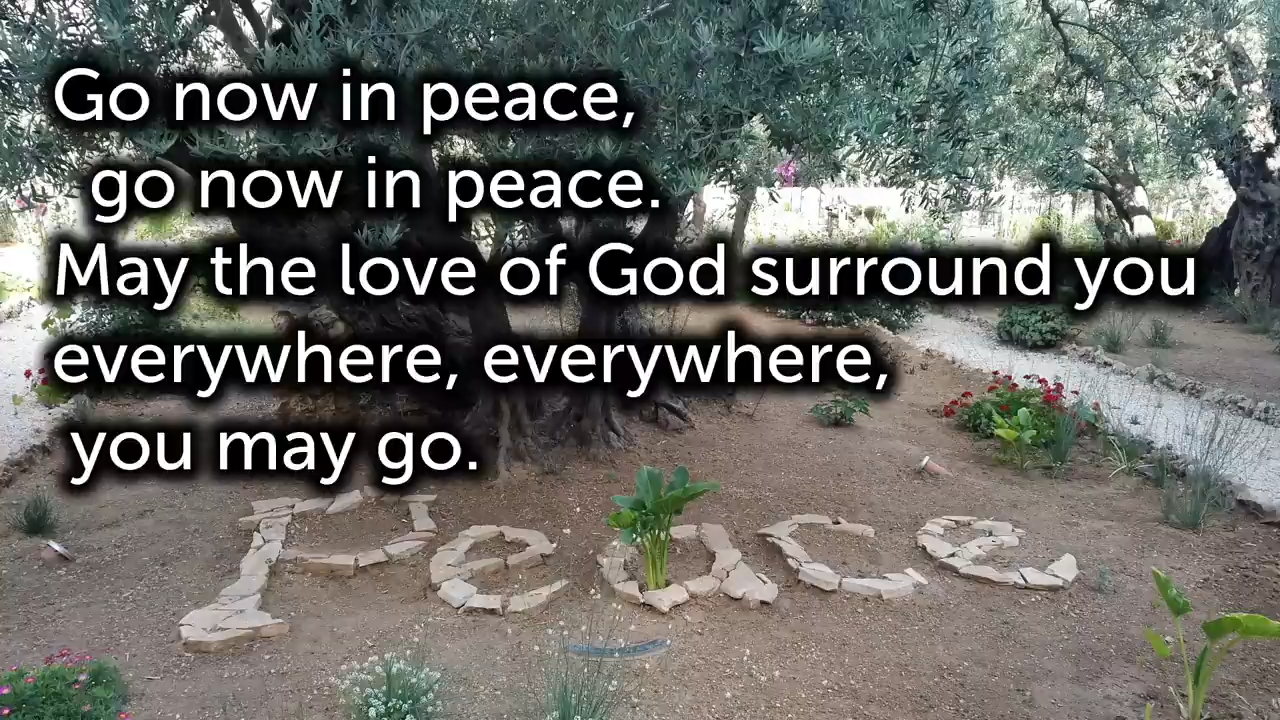 Go now in peace,
go now in peace.
May the love of God surround you
everywhere, everywhere,
you may go.
Peace